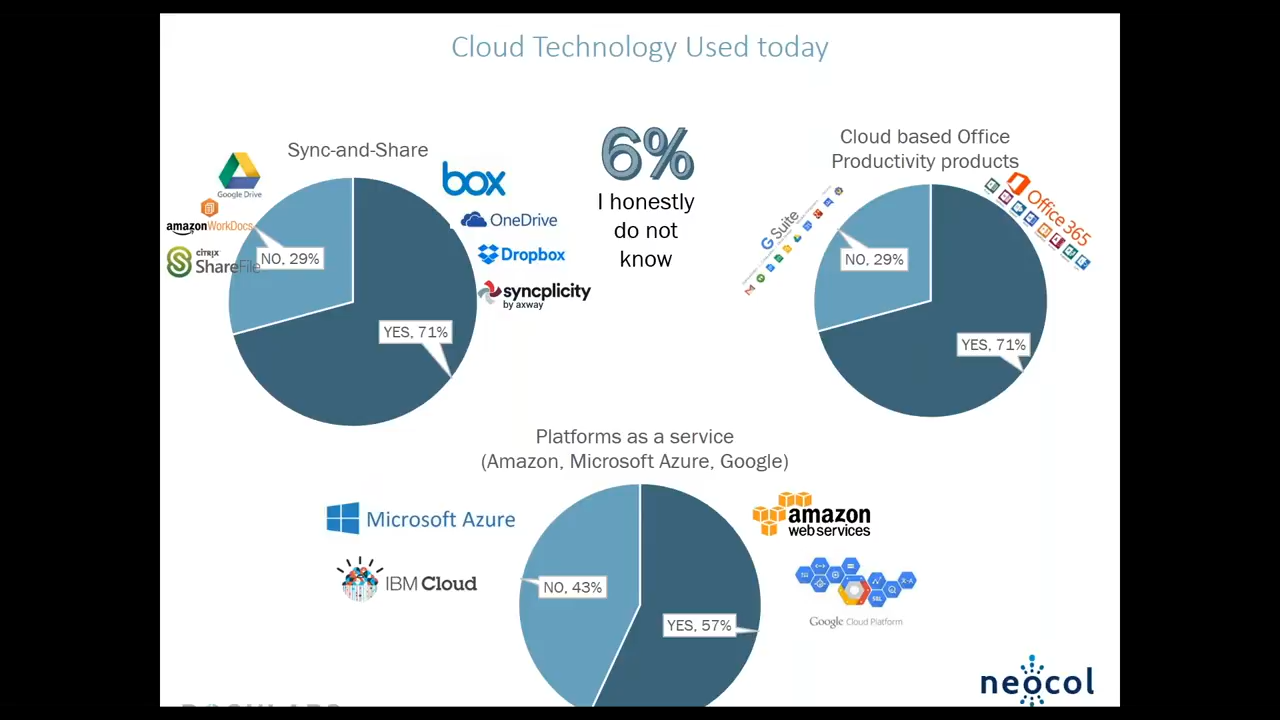 Cloud Technology Used today
Sync-and-Share
6%
I honestly
do not
know
Cloud based Office
Productivity products
Google Drive
amazon WorkDocs
citrix
ShareFile
box
OneDrive
Dropbox
syncplicity
by axway
NO, 29%
YES, 71%
G Suite
Office 365
NO, 29%
YES, 71%
Platforms as a service
(Amazon, Microsoft Azure, Google)
Microsoft Azure
IBM Cloud
amazon
webservices
Google Cloud Platform
NO, 43%
YES, 57%
neocol